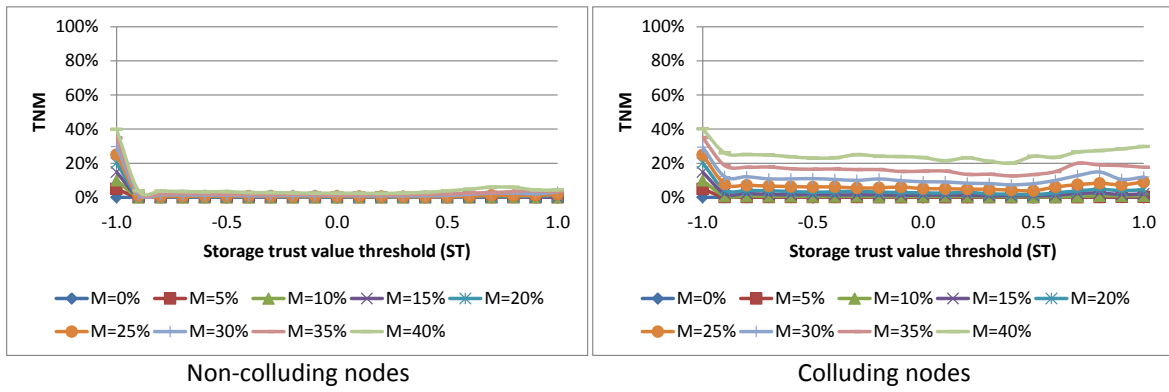 100%
80%
60%
40%
20%
0%
TNM
-1.0 -0.5 0.0 0.5 1.0
Storage trust value threshold (ST)
M=0% M=5% M=10% M=15% M=20%
M=25% M=30% M=35% M=40%
Non-colluding nodes
100%
80%
60%
40%
20%
0%
TNM
-1.0 -0.5 0.0 0.5 1.0
Storage trust value threshold (ST)
M=0% M=5% M=10% M=15% M=20%
M=25% M=30% M=35% M=40%
Colluding nodes